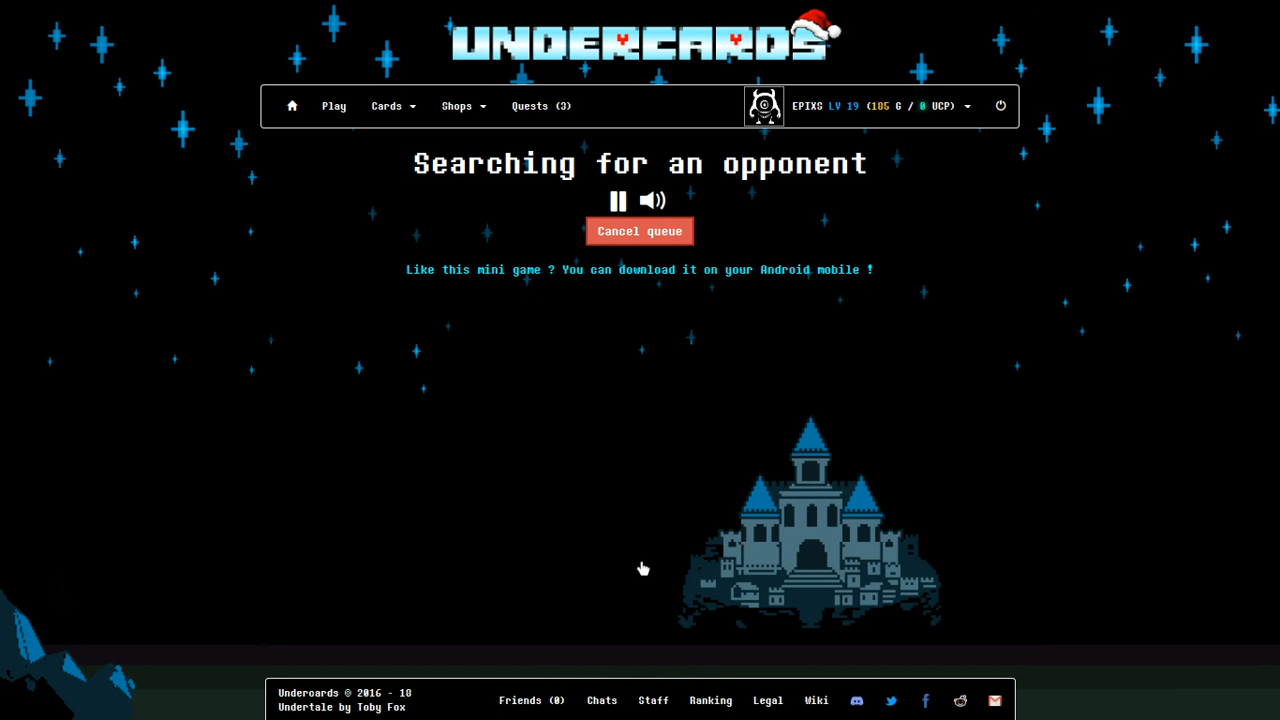 UNDERCARDS
Play Cards Shops Quests (3) EPIXS LV 19 (185 G / 0 UCP)
Searching for an opponent
Cancel queue
Like this mini game ? You can download it on your Android mobile !
Undercards © 2016 - 18
Undertale by Toby Fox
Friends (0) Chats Staff Ranking Legal Wiki